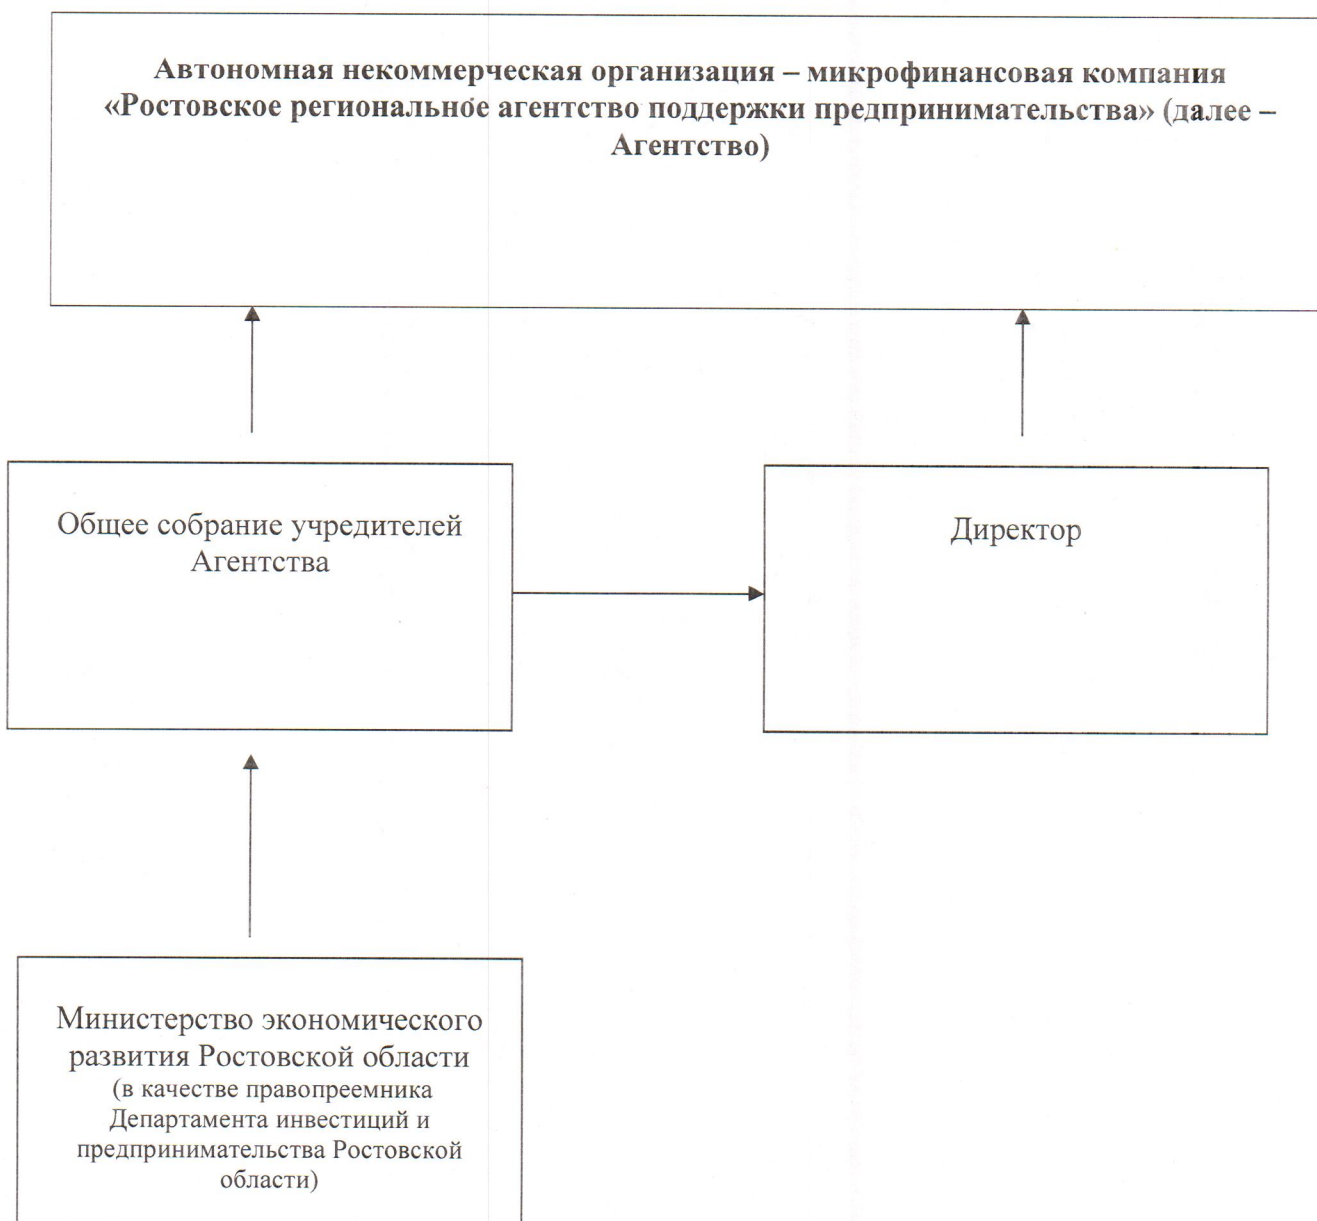 Автономная некоммерческая организация – микрофинансовая компания
«Ростовское региональное агентство поддержки предпринимательства» (далее –
Агентство)
Общее собрание учредителей
Агентства
Директор
Министерство экономического
развития Ростовской области
(в качестве правопреемника
Департамента инвестиций и
предпринимательства Ростовской
области)